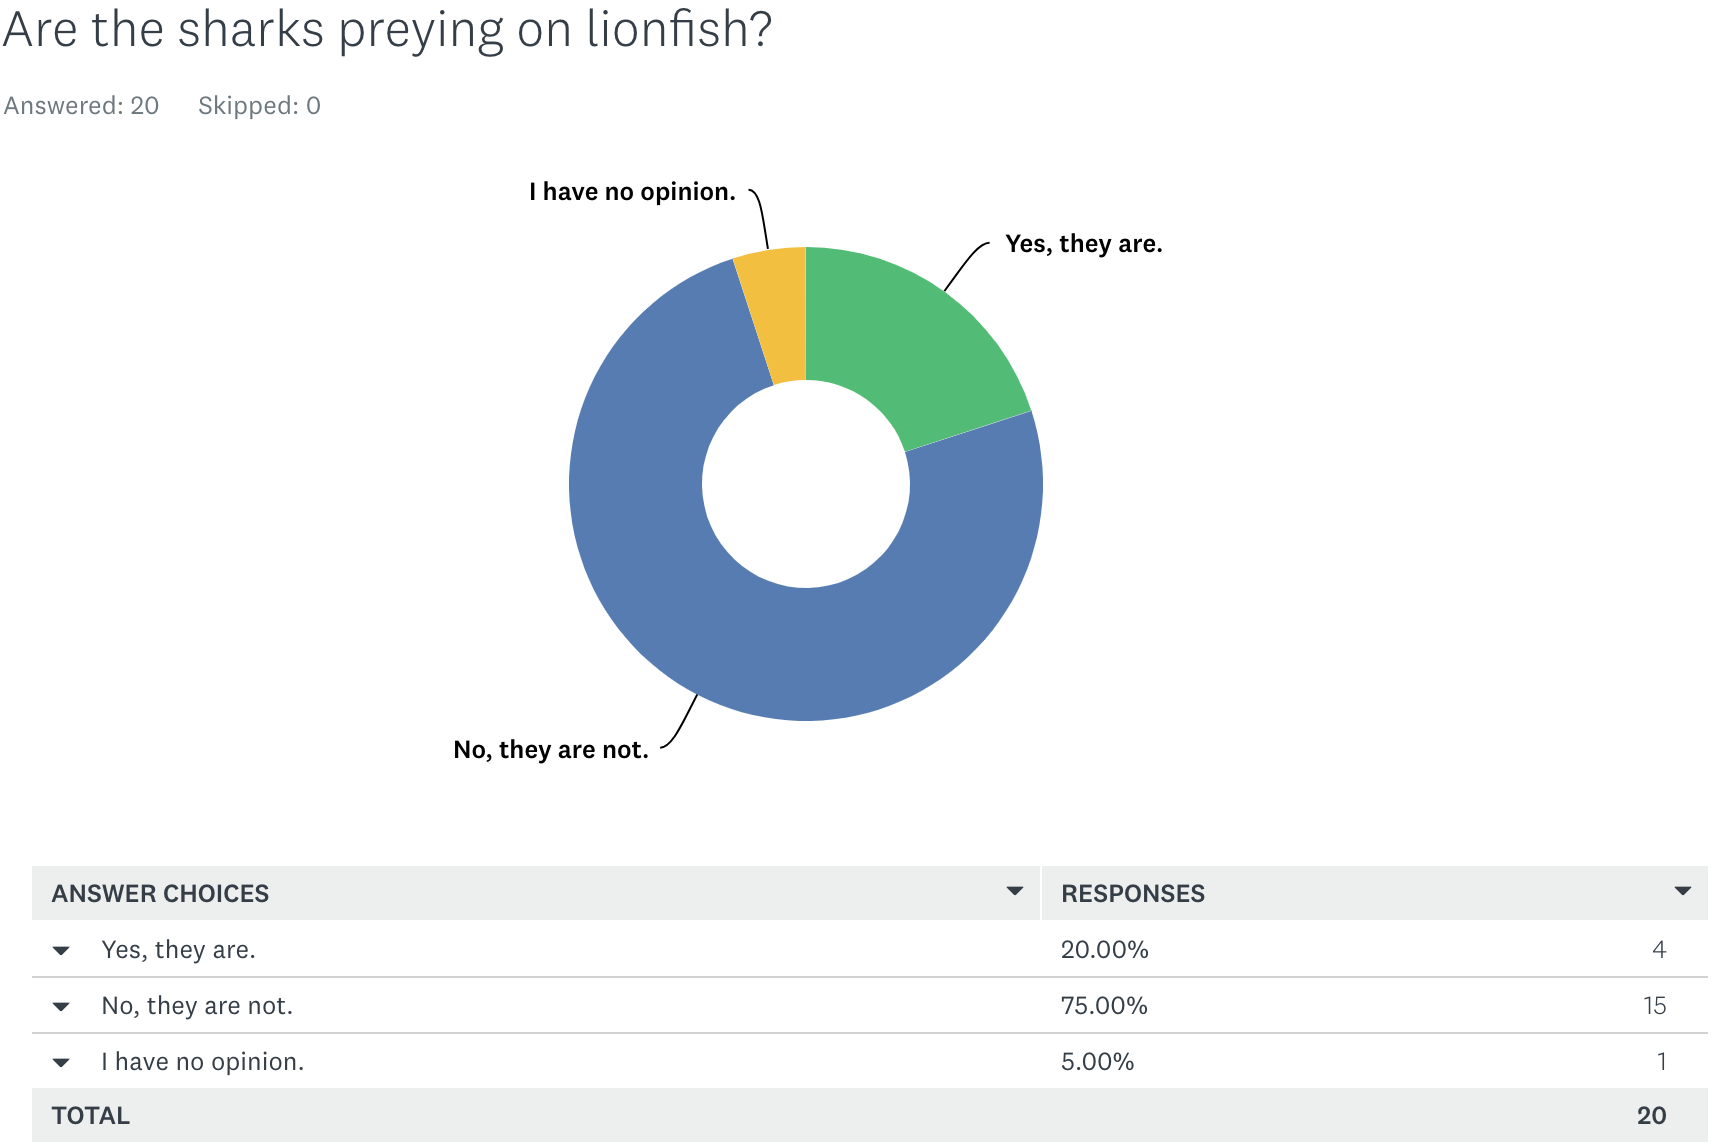 Are the sharks preying on lionfish?
Answered: 20 Skipped: 0
I have no opinion.
Yes, they are.
No, they are not.
ANSWER CHOICES RESPONSES
Yes, they are. 20.00% 4
No, they are not. 75.00% 15
I have no opinion. 5.00% 1
TOTAL 20